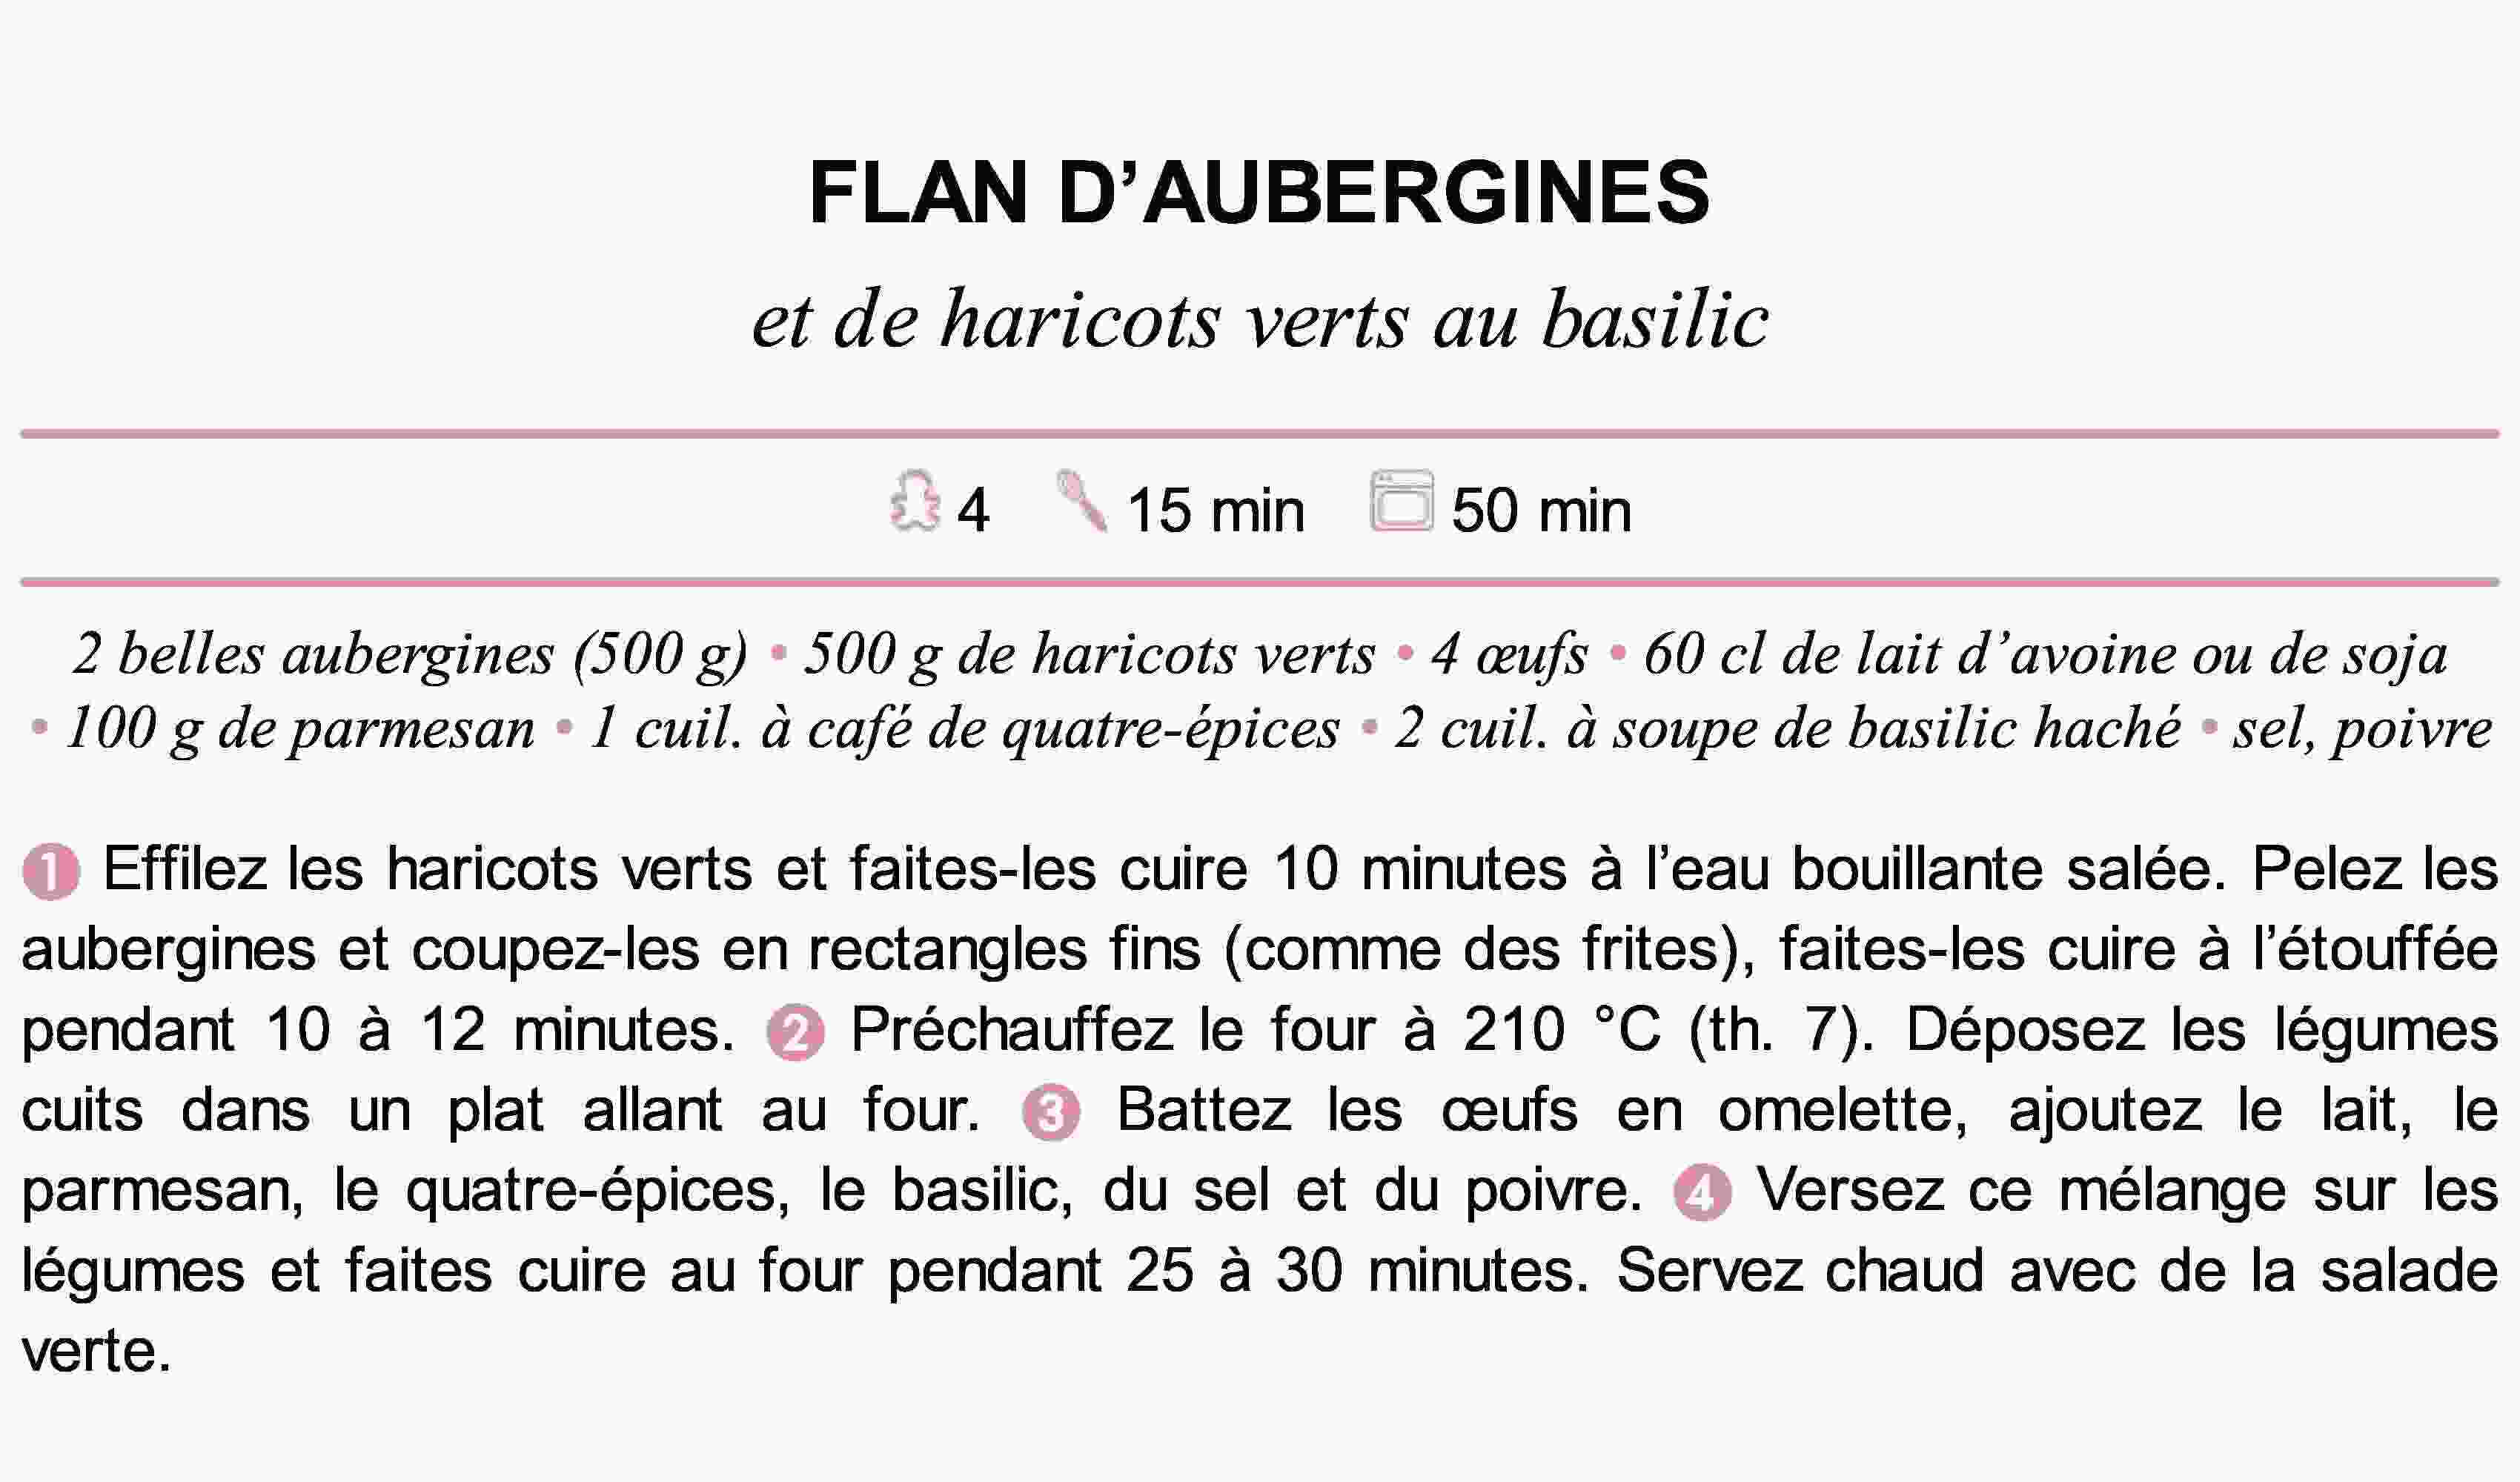 FLAN D’AUBERGINES
et de haricots verts au basilic
4 15 min 50 min
2 belles aubergines (500 g) • 500 g de haricots verts • 4 œufs • 60 cl de lait d’avoine ou de soja
• 100 g de parmesan • 1 cuil. à café de quatre-épices • 2 cuil. à soupe de basilic haché • sel, poivre
1 Effilez les haricots verts et faites-les cuire 10 minutes à l’eau bouillante salée. Pelez les
aubergines et coupez-les en rectangles fins (comme des frites), faites-les cuire à l’étouffée
pendant 10 à 12 minutes. 2 Préchauffez le four à 210 °C (th. 7). Déposez les légumes
cuits dans un plat allant au four. 3 Battez les œufs en omelette, ajoutez le lait, le
parmesan, le quatre-épices, le basilic, du sel et du poivre. 4 Versez ce mélange sur les
légumes et faites cuire au four pendant 25 à 30 minutes. Servez chaud avec de la salade
verte.